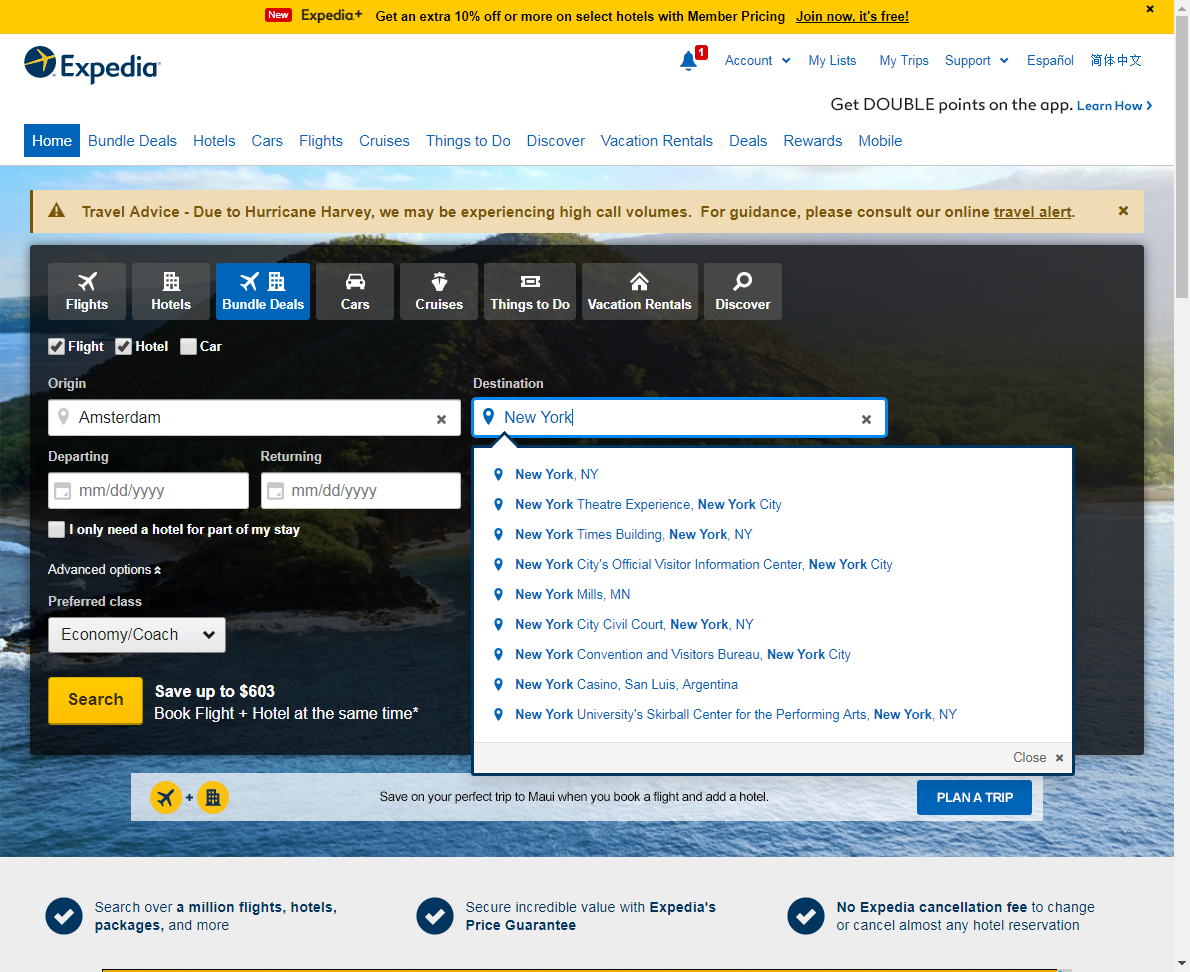 New Expedia+ Get an extra 10% off or more on select hotels with Member Pricing Join now, it's free!
Expedia
1 Account My Lists My Trips Support Español 简体中文
Get DOUBLE points on the app. Learn How
Home Bundle Deals Hotels Cars Flights Cruises Things to Do Discover Vacation Rentals Deals Rewards Mobile
Travel Advice - Due to Hurricane Harvey, we may be experiencing high call volumes. For guidance, please consult our online travel alert.
Flights Hotels Bundle Deals Cars Cruises Things to Do Vacation Rentals Discover
Flight Hotel Car
Origin Destination
Amsterdam New York
Departing Returning
mm/dd/yyyy mm/dd/yyyy
I only need a hotel for part of my stay
Advanced options
Preferred class
Economy/Coach
Search
Save up to $603
Book Flight + Hotel at the same time*
New York, NY
New York Theatre Experience, New York City
New York Times Building, New York, NY
New York City's Official Visitor Information Center, New York City
New York Mills, MN
New York City Civil Court, New York, NY
New York Convention and Visitors Bureau, New York City
New York Casino, San Luis, Argentina
New York University's Skirball Center for the Performing Arts, New York, NY
Close
+ Save on your perfect trip to Maui when you book a flight and add a hotel. PLAN A TRIP
Search over a million flights, hotels,
packages, and more
Secure incredible value with Expedia's
Price Guarantee
No Expedia cancellation fee to change
or cancel almost any hotel reservation